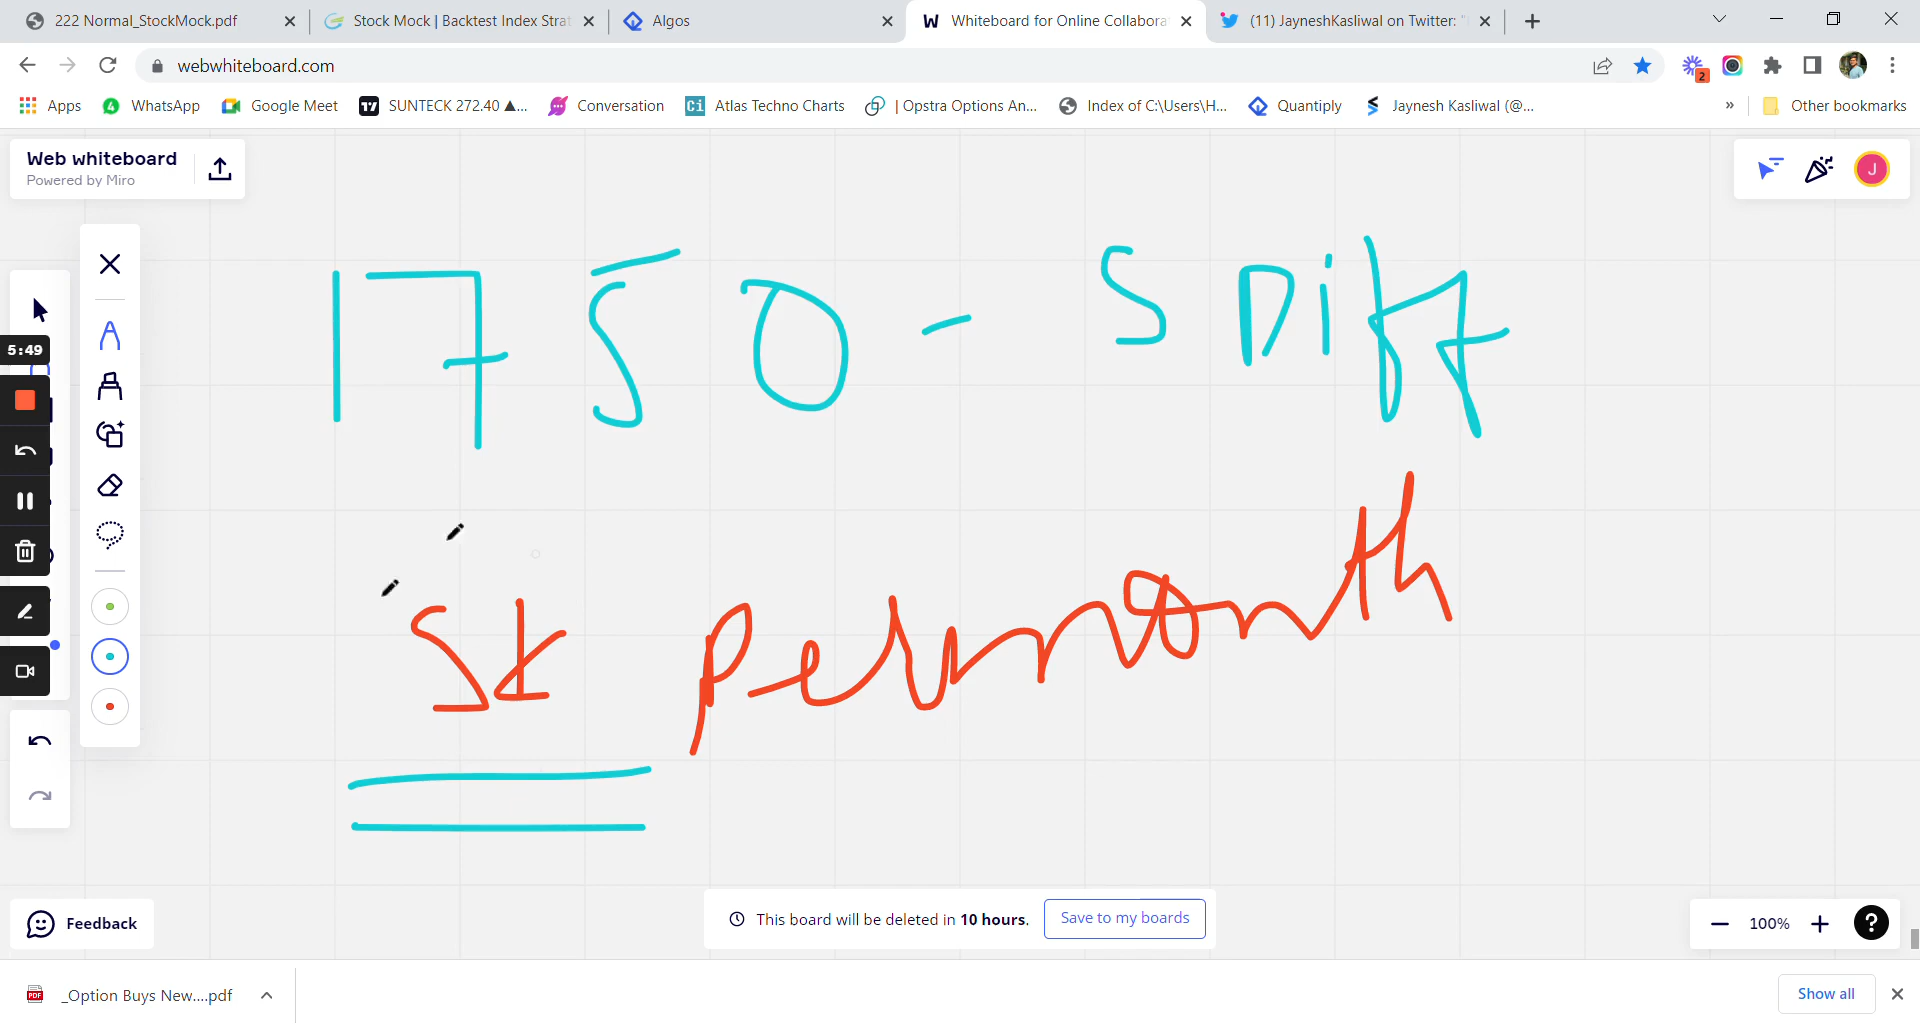 222 Normal_StockMock.pdf
Stock Mock | Backtest Index Strat
Algos
Whiteboard for Online Collabora
(11) JayneshKasliwal on Twitter: "
webwhiteboard.com
2
Apps
WhatsApp
Google Meet
SUNTECK 272.40 ▲...
Conversation
Atlas Techno Charts
| Opstra Options An...
Index of C:\Users\H...
Quantiply
Jaynesh Kasliwal (@...
»
Other bookmarks
Web whiteboard
Powered by Miro
J
1750 - 5 Diff
5:49
5k Permonth
Feedback
This board will be deleted in 10 hours.
Save to my boards
100%
?
_Option Buys New....pdf
Show all